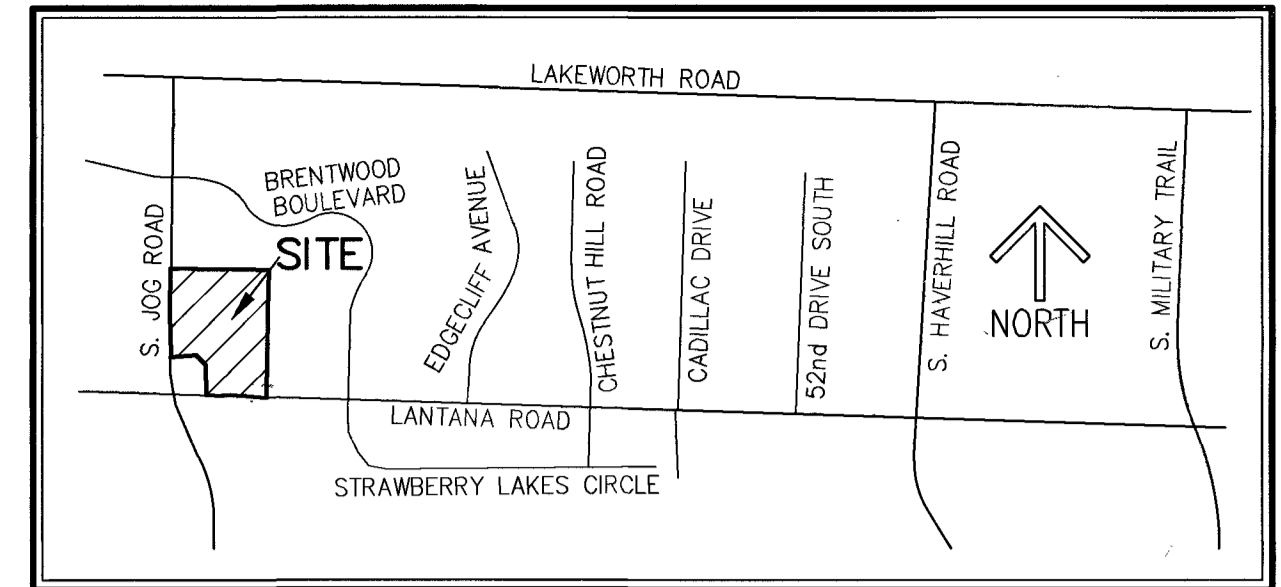 LAKEWORTH ROAD
BRENTWOOD
BOULEVARD
SITE
S. JOG ROAD
EDGECLIFF AVENUE
CHESTNUT HILL ROAD
CADILLAC DRIVE
52nd DRIVE SOUTH
S. HAVERHILL ROAD
NORTH
S. MILITARY TRAIL
LANTANA ROAD
STRAWBERRY LAKES CIRCLE